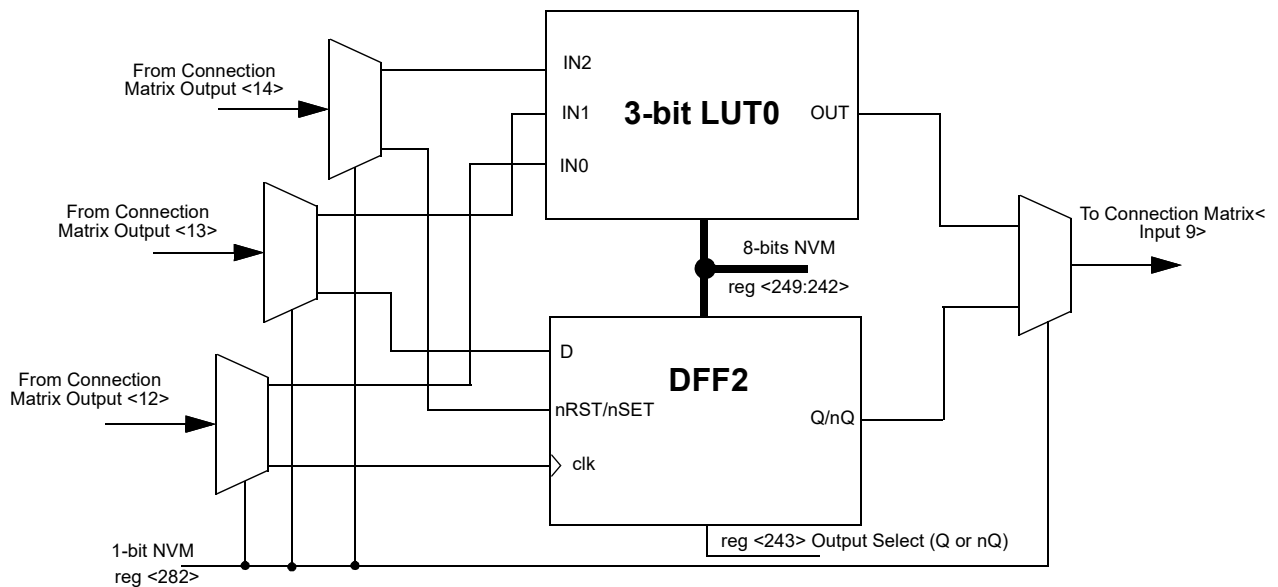 From Connection
Matrix Output <14>
IN2
IN1
IN0
3-bit LUT0
OUT
From Connection
Matrix Output <13>
To Connection Matrix<
Input 9>
8-bits NVM
reg <249:242>
From Connection
Matrix Output <12>
D
DFF2
nRST/nSET
Q/nQ
clk
1-bit NVM
reg <282>
reg <243> Output Select (Q or nQ)